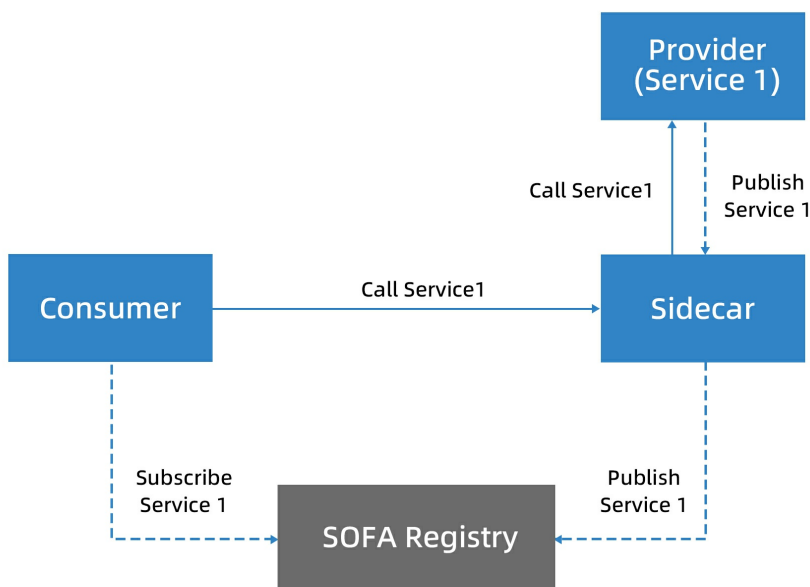 Provider
(Service 1)
Call Service1
Publish
Service 1
Consumer
Call Service1
Sidecar
Subscribe
Service 1
Publish
Service 1
SOFA Registry